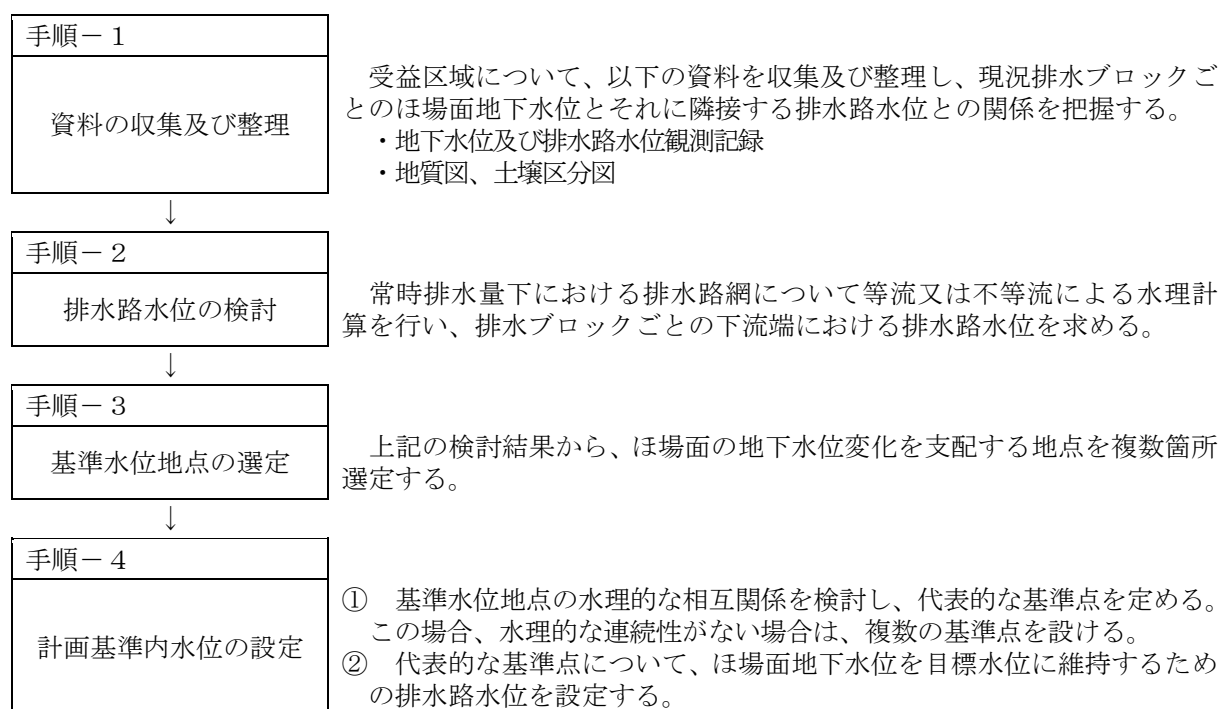 手順－１
資料の収集及び整理
　受益区域について、以下の資料を収集及び整理し、現況排水ブロックご
とのほ場面地下水位とそれに隣接する排水路水位との関係を把握する。
・地下水位及び排水路水位観測記録
・地質図、土壌区分図
↓
手順－２
排水路水位の検討
　常時排水量下における排水路網について等流又は不等流による水理計
算を行い、排水ブロックごとの下流端における排水路水位を求める。
↓
手順－３
基準水位地点の選定
　上記の検討結果から、ほ場面の地下水位変化を支配する地点を複数箇所
選定する。
↓
手順－４
計画基準内水位の設定
①　基準水位地点の水理的な相互関係を検討し、代表的な基準点を定める。
この場合、水理的な連続性がない場合は、複数の基準点を設ける。
②　代表的な基準点について、ほ場面地下水位を目標水位に維持するため
の排水路水位を設定する。